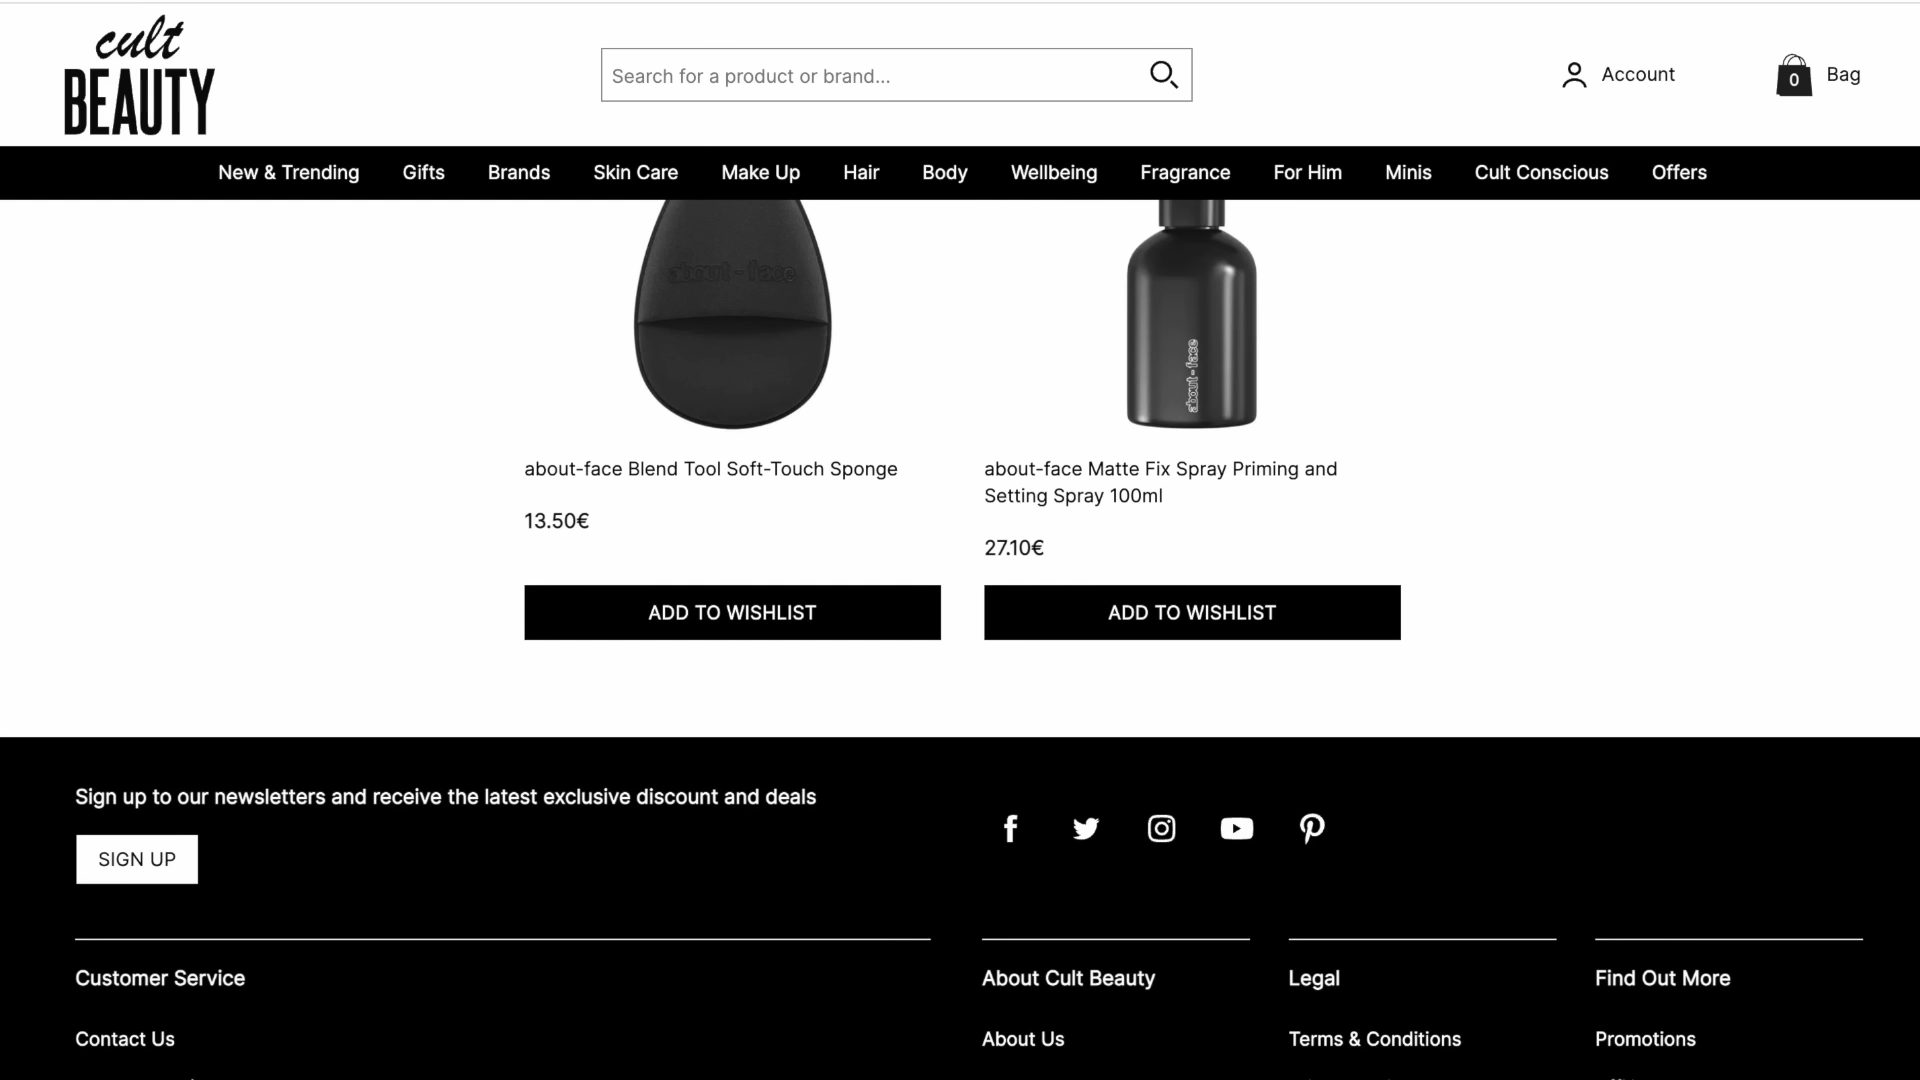 cult
BEAUTY
Search for a product or brand...
Account
0
Bag
New & Trending
Gifts
Brands
Skin Care
Make Up
Hair
Body
Wellbeing
Fragrance
For Him
Minis
Cult Conscious
Offers
about-face
about-face
about-face Blend Tool Soft-Touch Sponge
13.50€
ADD TO WISHLIST
about-face Matte Fix Spray Priming and
Setting Spray 100ml
27.10€
ADD TO WISHLIST
Sign up to our newsletters and receive the latest exclusive discount and deals
SIGN UP
Customer Service
Contact Us
About Cult Beauty
About Us
Legal
Terms & Conditions
Find Out More
Promotions